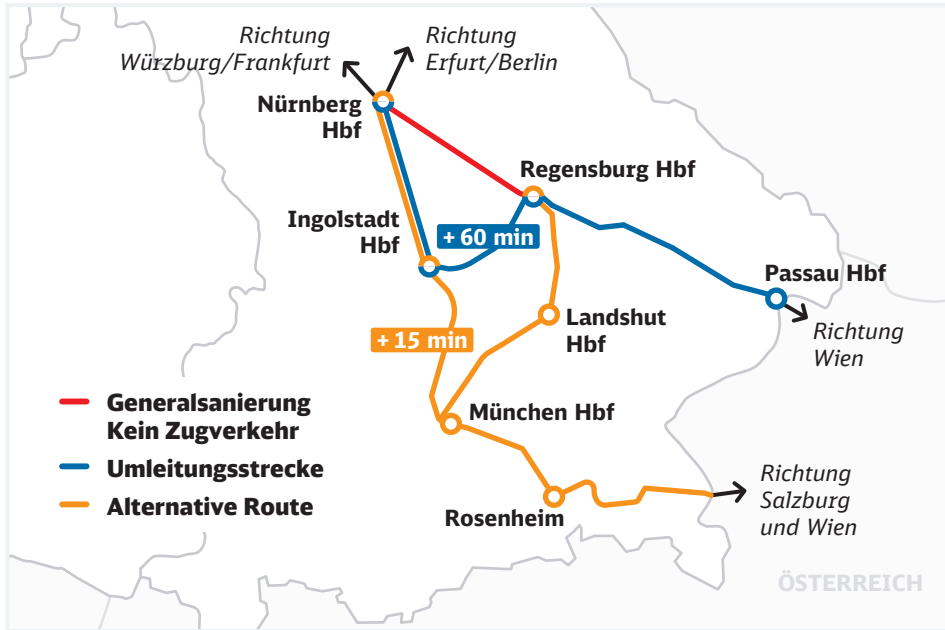 Richtung
Würzburg/Frankfurt
Richtung
Erfurt/Berlin
Nürnberg
Hbf
Regensburg Hbf
Ingolstadt
Hbf
+ 60 min
Passau Hbf
Landshut
Hbf
Richtung
Wien
+ 15 min
Generalsanierung
Kein Zugverkehr
München Hbf
Umleitungsstrecke
Richtung
Salzburg
und Wien
Alternative Route
Rosenheim
ÖSTERREICH